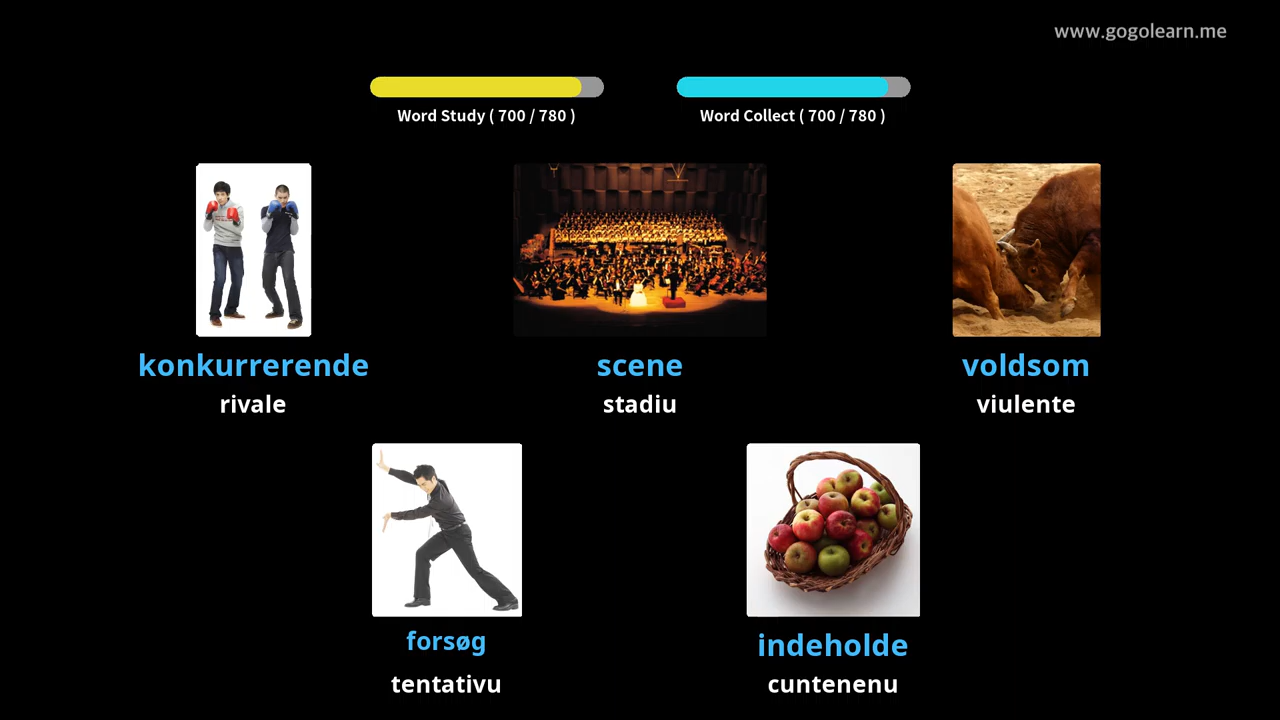 www.gogolearn.me
Word Study ( 700 / 780 )
Word Collect ( 700 / 780 )
konkurrerende
rivale
scene
stadiu
voldsom
viulente
forsøg
tentativu
indeholde
cuntenenu